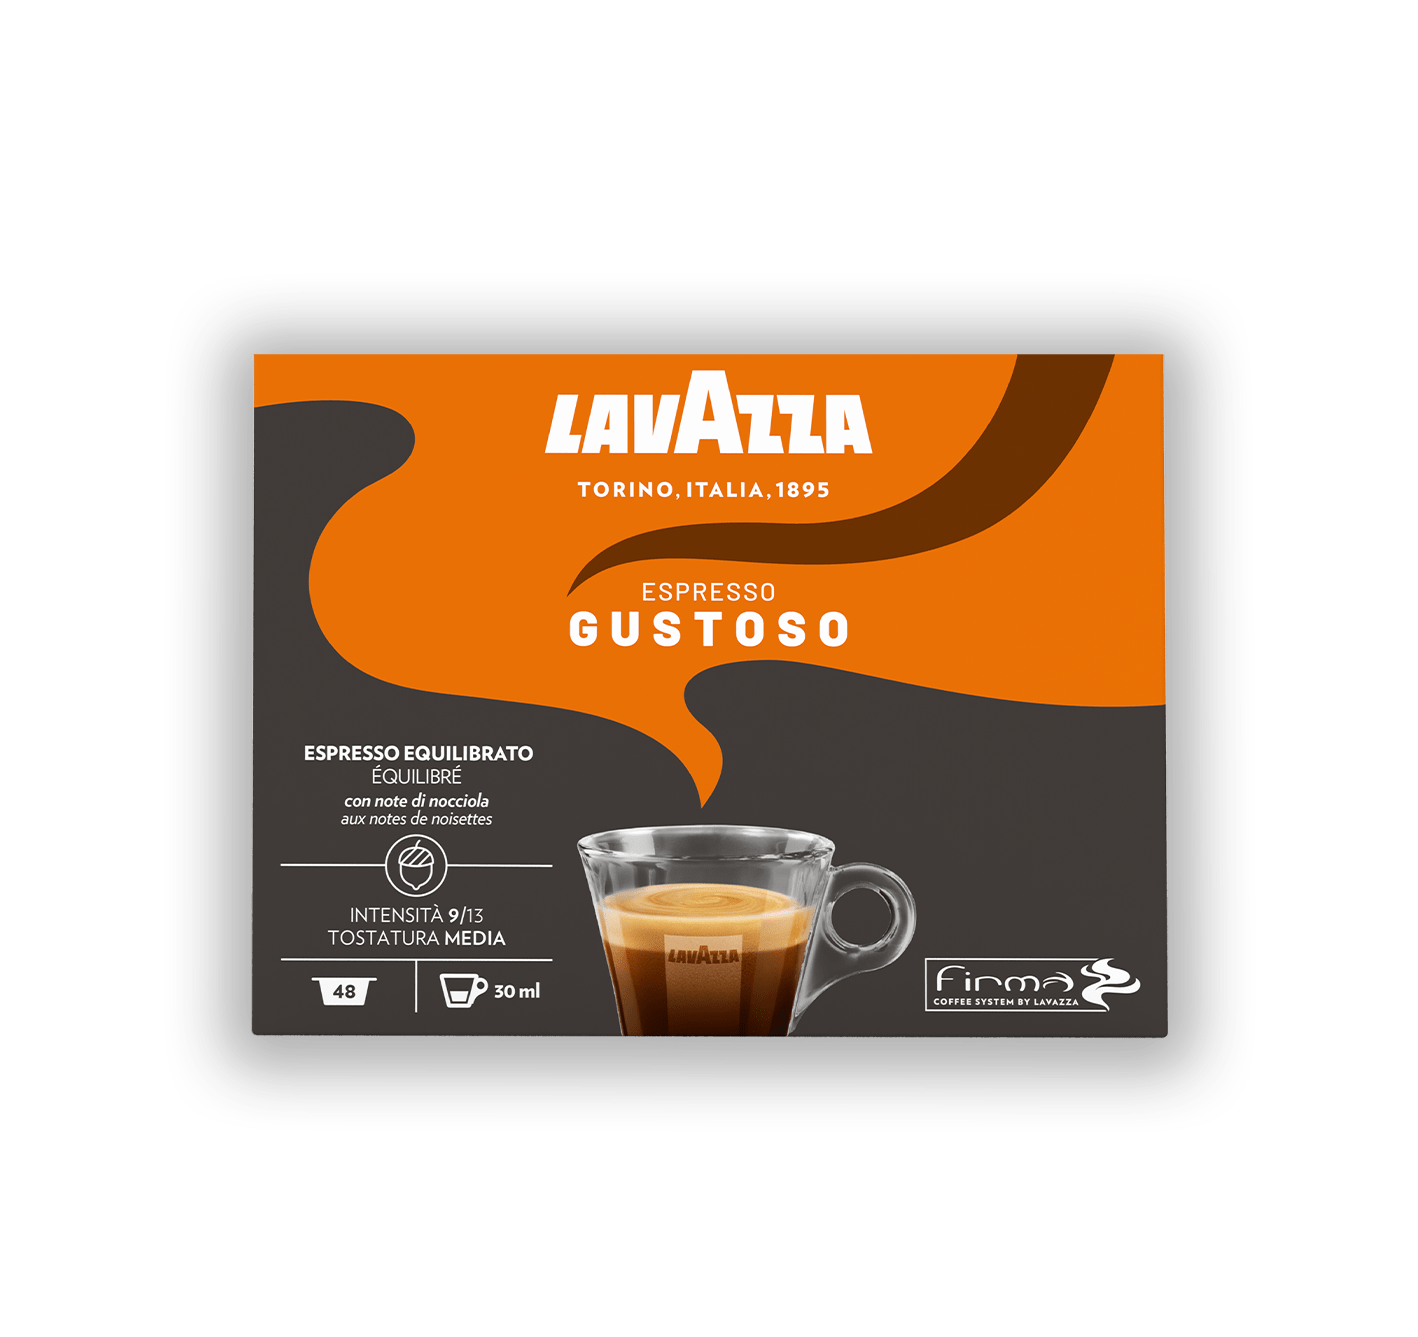 LAVAZZA
TORINO, ITALIA, 1895
ESPRESSO
GUSTOSO
ESPRESSO EQUILIBRATO
ÉQUILIBRÉ
con note di nocciola
aux notes de noisettes
INTENSITÀ 9/13
TOSTATURA MEDIA
48
30 ml
LAVAZZA
Firma
COFFEE SYSTEM BY LAVAZZA